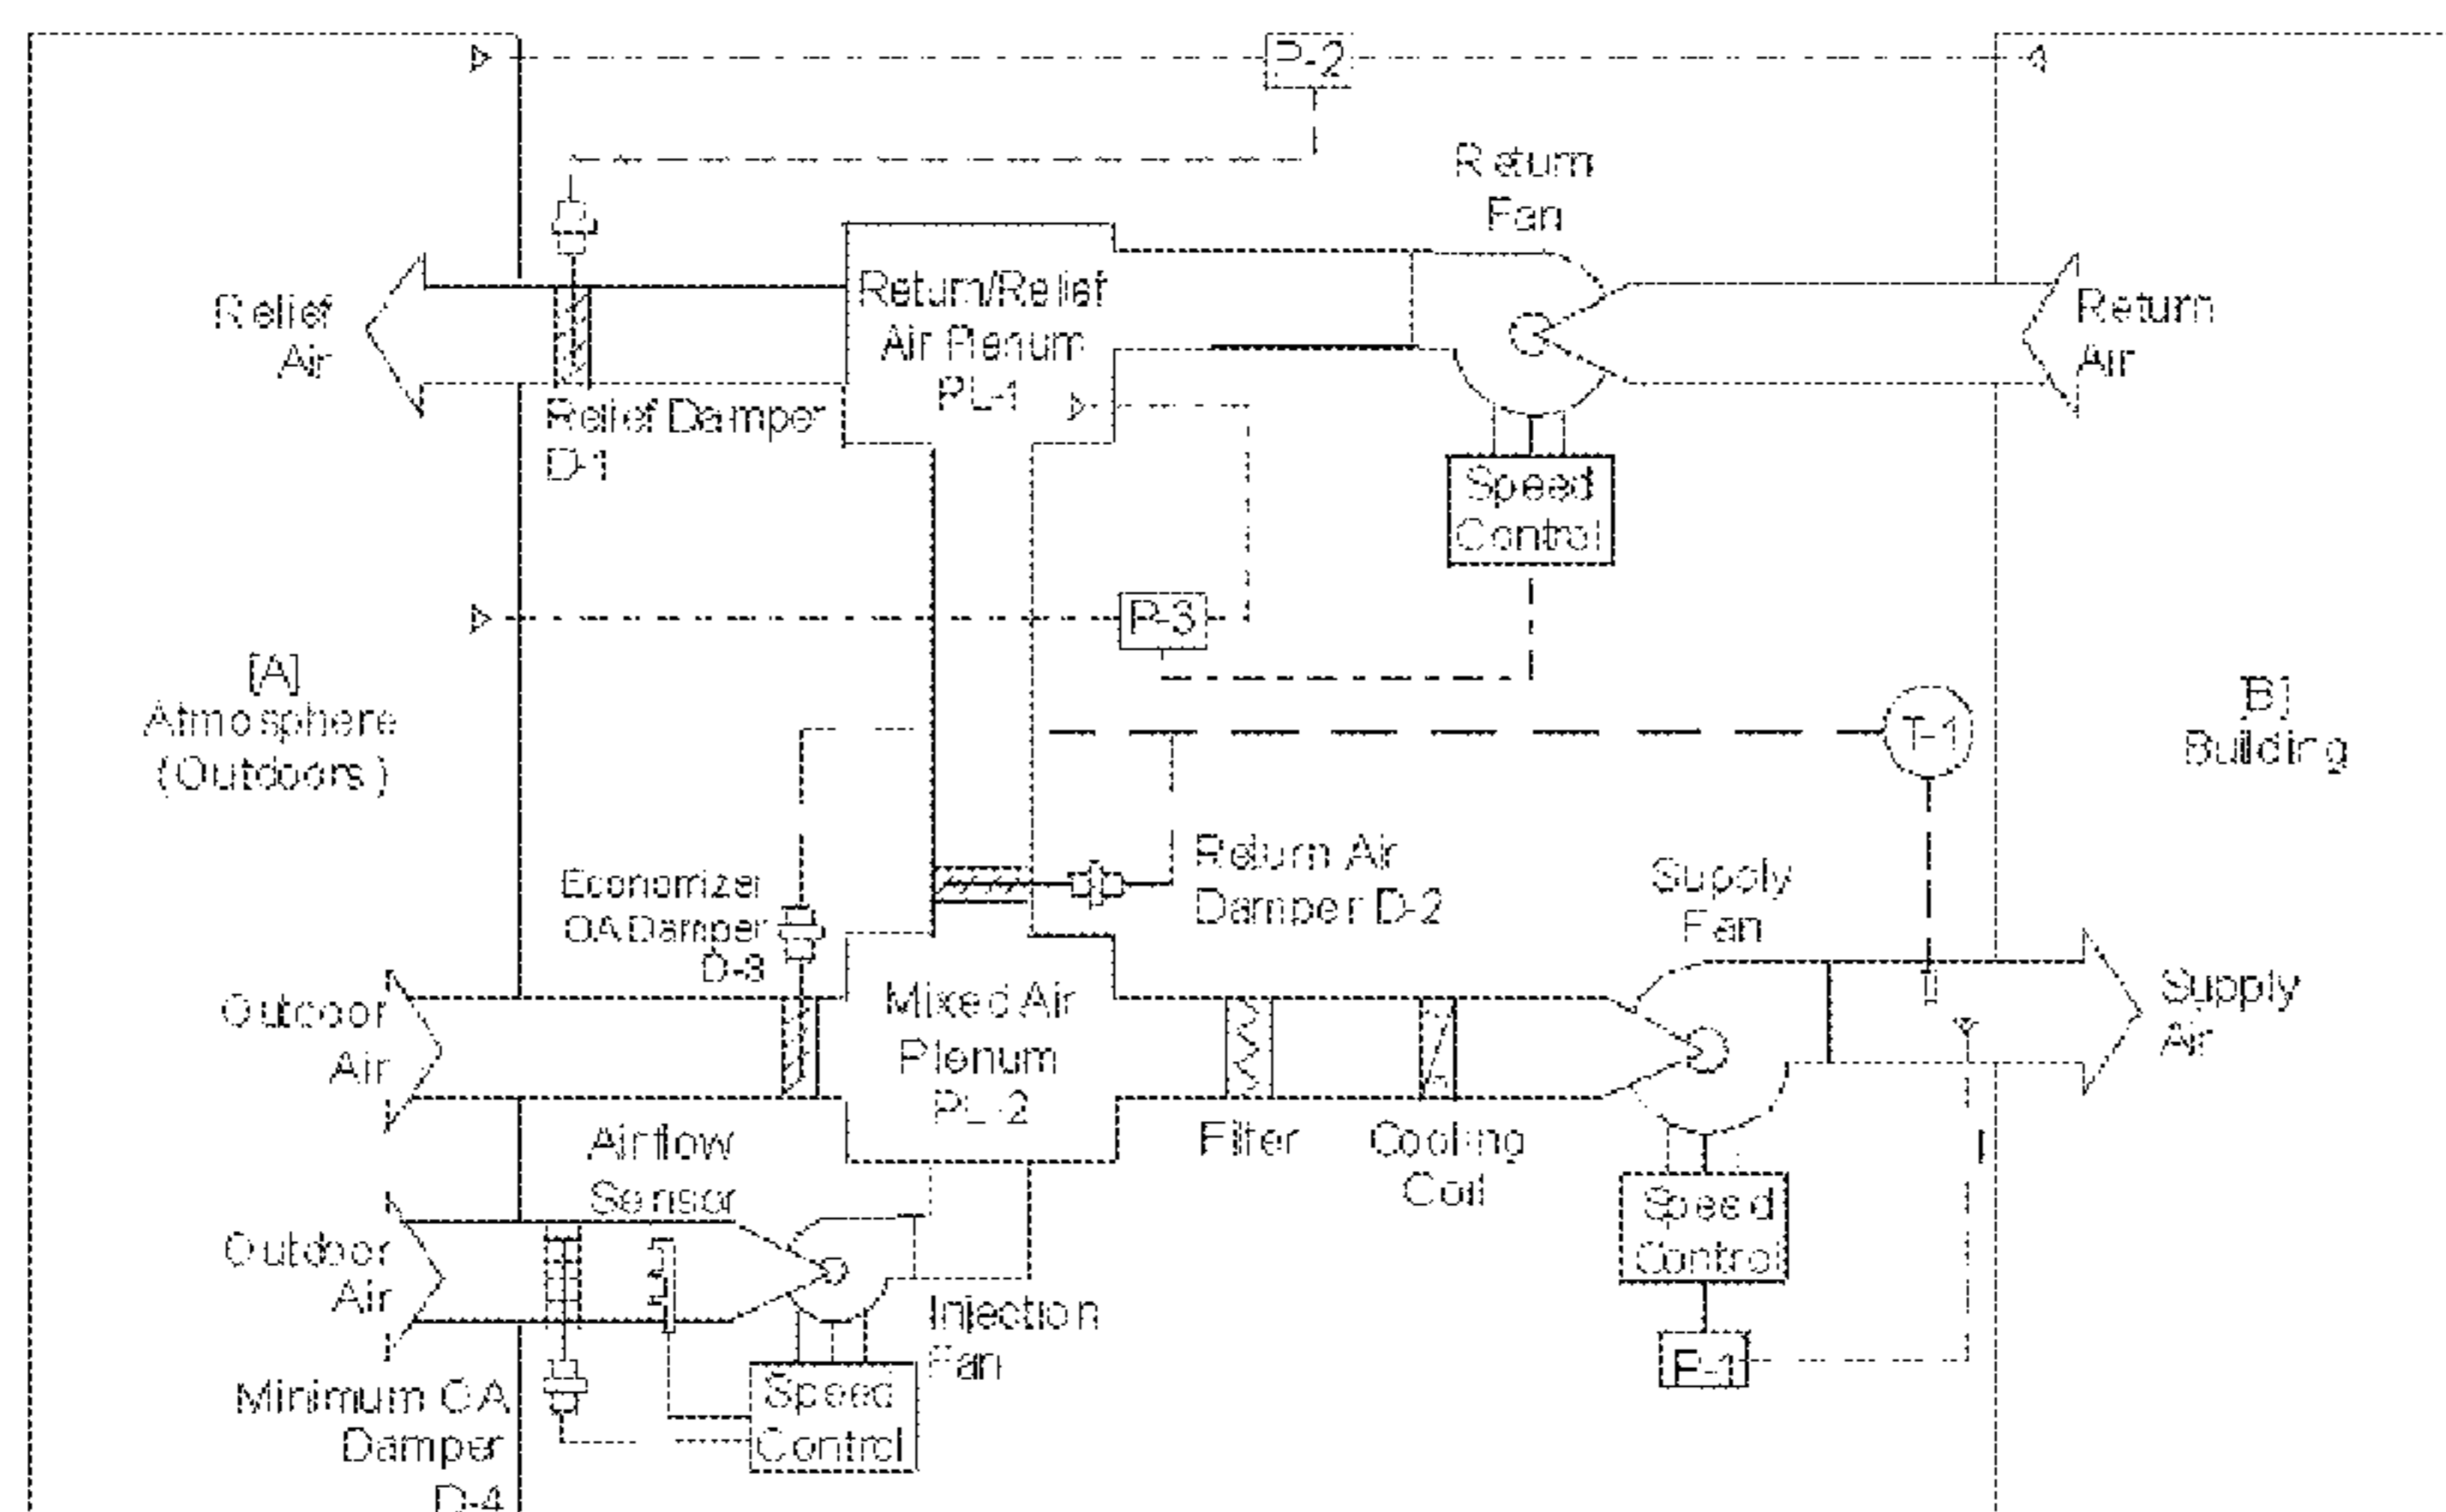 P-2
Return
Fan
Relief
Air
Return/Relief
Air Plenum
PL-1
Return
Air
Relief Damper
D-1
Speed
Control
P-3
[A]
Atmosphere
(Outdoors)
T-1
B]
Building
Return Air
Damper D-2
Economizer
OA Damper
D-3
Supply
Fan
Outdoor
Air
Mixed Air
Plenum
PL-2
Supply
Air
Airflow
Sensor
Filter
Cooling
Coil
Speed
Control
Outdoor
Air
Injection
Fan
P-1
Minimum OA
Damper
D-4
Speed
Control